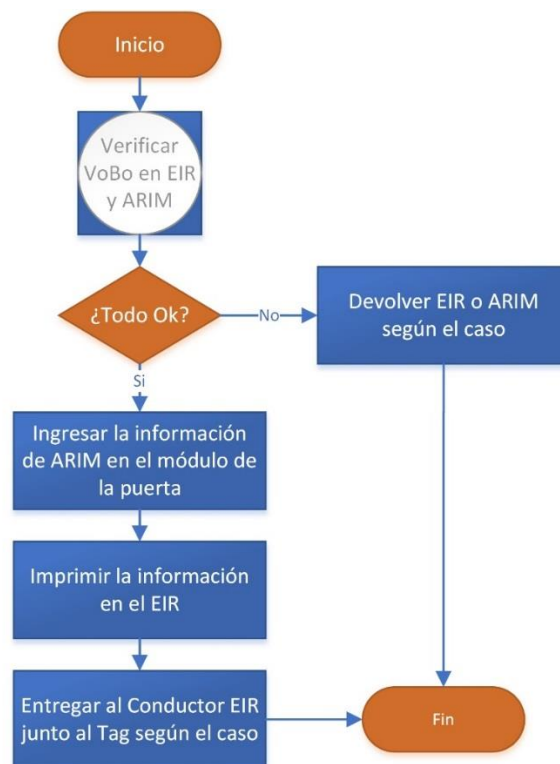 Inicio
Verificar
VoBo en EIR
y ARIM
¿Todo Ok?
No
Devolver EIR o ARIM
según el caso
Si
Ingresar la información
de ARIM en el módulo de
la puerta
Imprimir la información
en el EIR
Entregar al Conductor EIR
junto al Tag según el caso
Fin